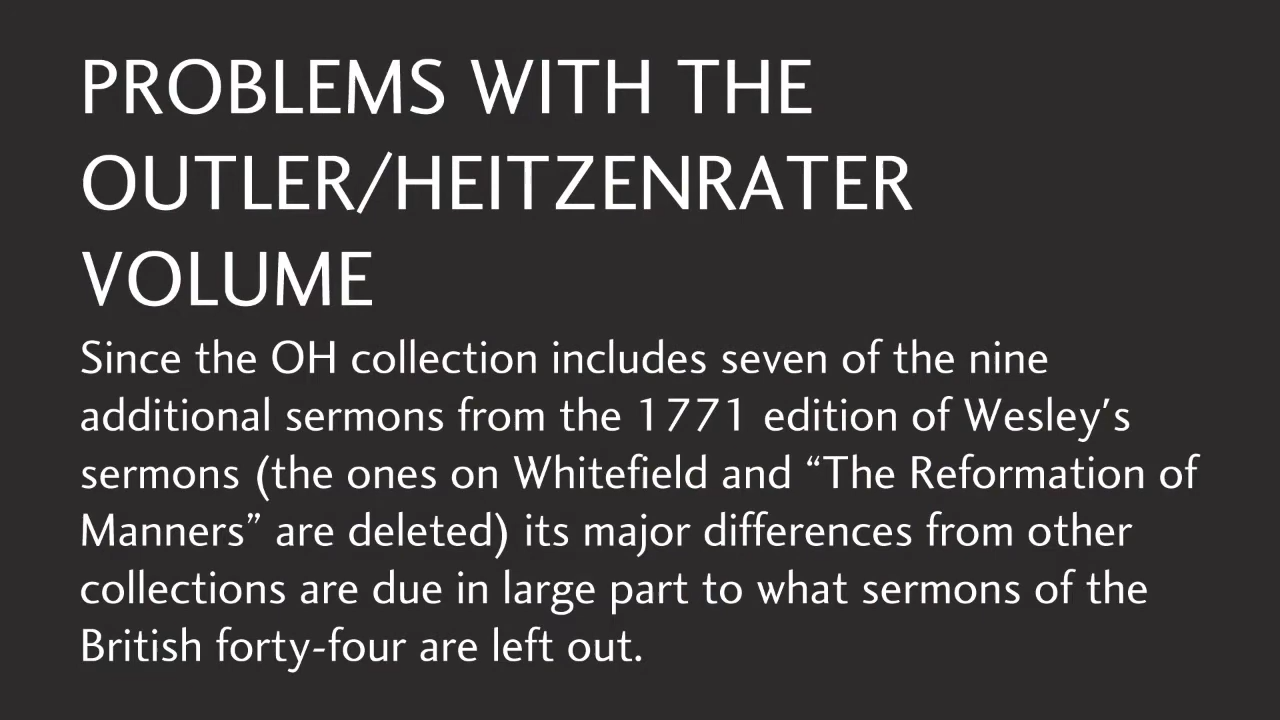 PROBLEMS WITH THE
OUTLER/HEITZENRATER
VOLUME
Since the OH collection includes seven of the nine
additional sermons from the 1771 edition of Wesley’s
sermons (the ones on Whitefield and “The Reformation of
Manners” are deleted) its major differences from other
collections are due in large part to what sermons of the
British forty-four are left out.